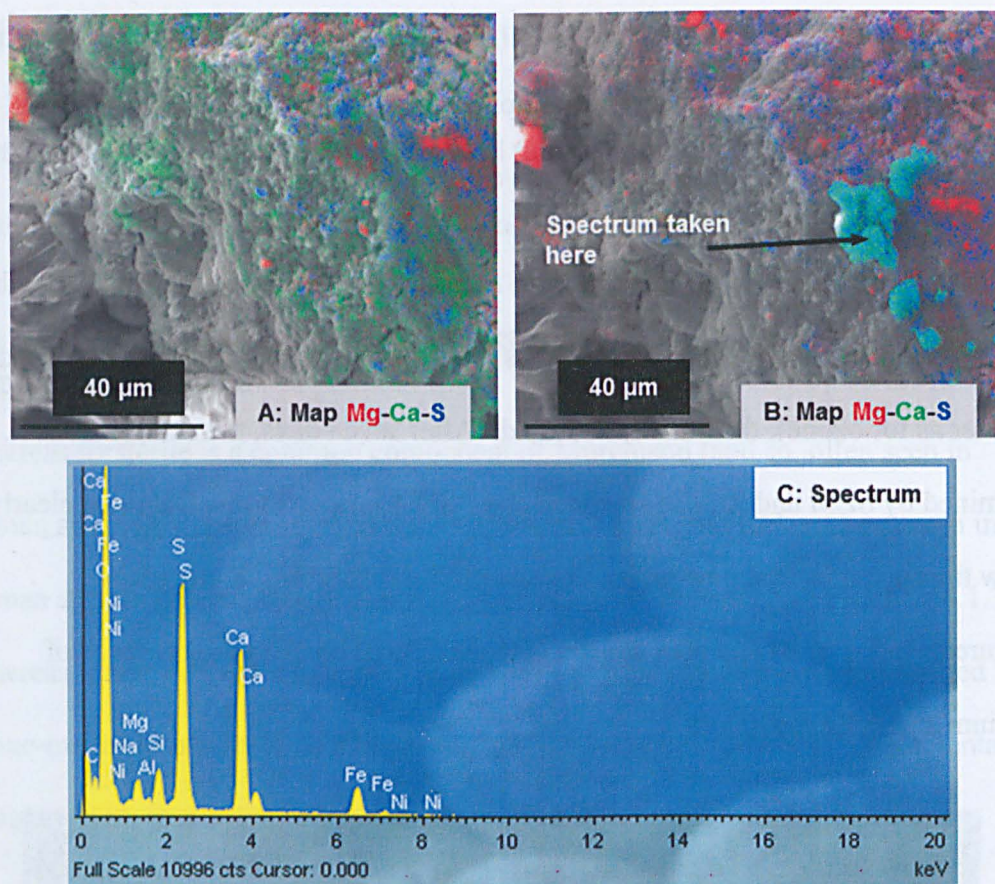 40 µm
A: Map Mg-Ca-S
Spectrum taken
here
40 µm
B: Map Mg-Ca-S
C: Spectrum
Ca
Fe
Ca
Fe
O
Ni
Ni
S
S
Ca
Ca
Mg
Na
Si
C
Ni
Al
Fe
Fe
Ni
Ni
0 2 4 6 8 10 12 14 16 18 20
Full Scale 10996 cts Cursor: 0.000
keV